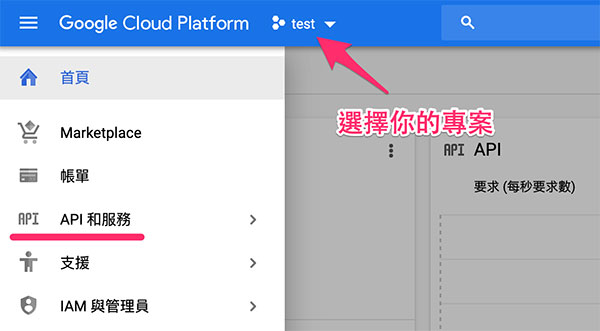 Google Cloud Platform test
首頁
Marketplace
帳單
API 和服務
支援
IAM 與管理員
選擇你的專案
API API
要求 (每秒要求數)